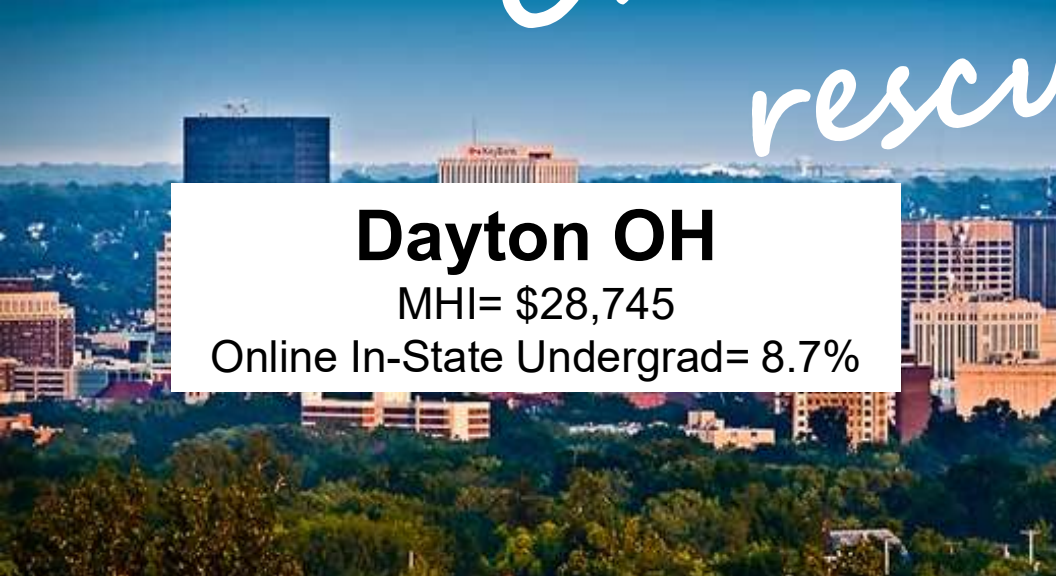 rescu
KeyBank
Dayton OH
MHI= $28,745
Online In-State Undergrad= 8.7%